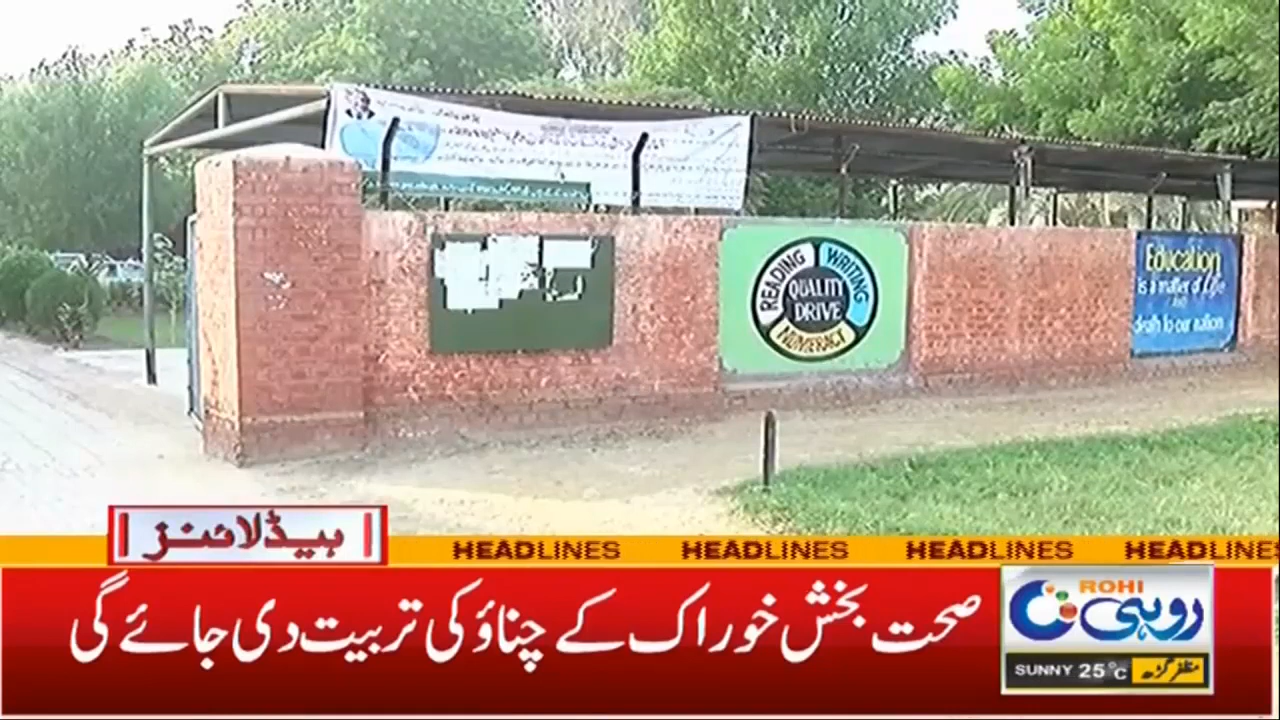 READING
WRITING
QUALITY
DRIVE
NUMERACY
Education
is a matter of Life
And
death to our nation
ہیڈلائنز
HEADLINES HEADLINES HEADLINES HEADLINES
صحت بخش خوراک کے چناؤ کی تربیت دی جائے گی
ROHI
روہی
SUNNY 25°C مظفرگڑھ